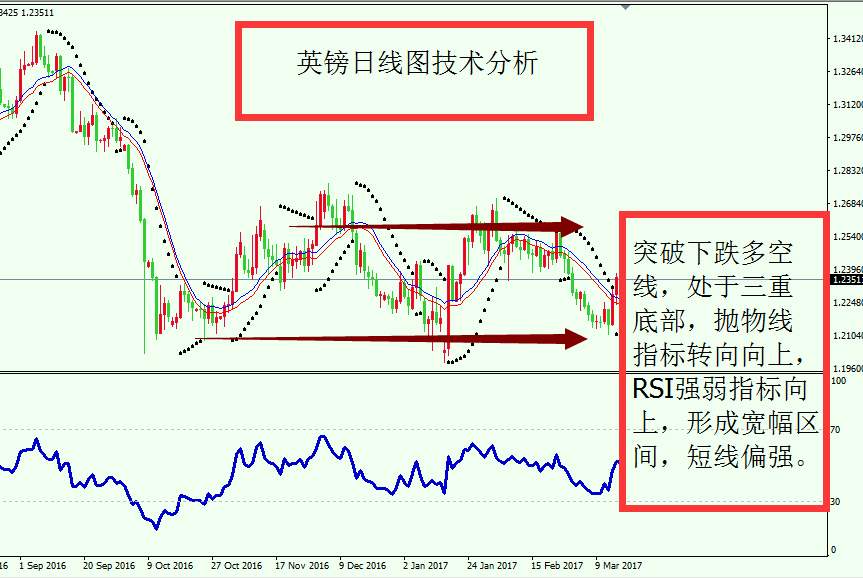 3425 1.23511
英镑日线图技术分析
1.34120
1.32640
1.31200
1.29760
1.28320
1.26840
1.25400
1.23960
1.23511
1.22480
1.21040
1.19600
突破下跌多空
线，处于三重
底部，抛物线
指标转向向上，
RSI强弱指标向
上，形成宽幅区
间，短线偏强。
100
70
30
0
16 1 Sep 2016 20 Sep 2016 9 Oct 2016 27 Oct 2016 17 Nov 2016 9 Dec 2016 2 Jan 2017 24 Jan 2017 15 Feb 2017 9 Mar 2017